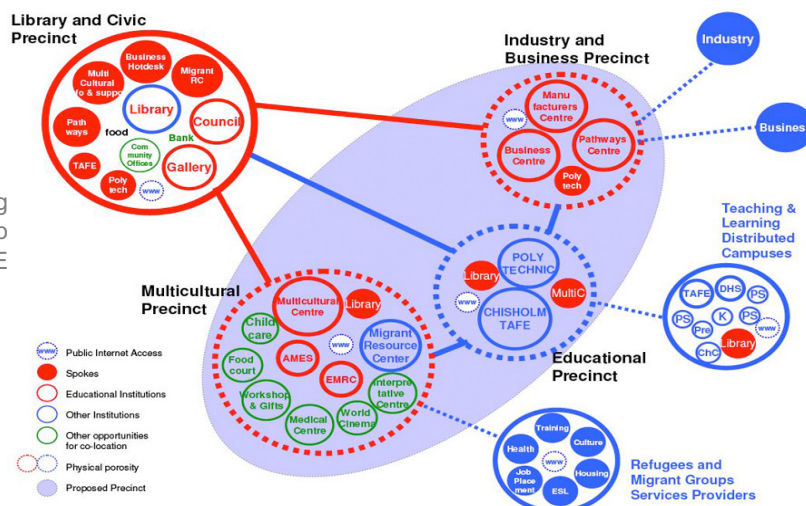 Library and Civic
Precinct
Business
Hotdesk
Migrant
RC
Multi
Cultural
fo & suppo
Library
Path
ways
food
Council
Bank
Com
munity
Offices
Gallery
TAFE
Poly
tech
www
Industry and
Business Precinct
Manu
facturers
Centre
www
Business
Centre
Pathways
Centre
Poly
tech
Industry
Busines
g
o
E
Teaching &
Learning
Distributed
Campuses
TAFE
DHS
PS
PS
K
PS
Pre
www
Library
ChC
POLY
TECHNIC
Library
MultiC
www
CHISHOLM
TAFE
Educational
Precinct
Multicultural
Precinct
Multicultural
Centre
Library
Child
care
www
Migrant
Resource
Center
AMES
Food
court
EMRC
Interpre
tative Centre
Workshop
& Gifts
Medical
Centre
World
Cinema
Training
Health
Culture
www
Job
Place
ment
Housing
ESL
Refugees and
Migrant Groups
Services Providers
www
Public Internet Access
Spokes
Educational Institutions
Other Institutions
Other opportunities
for co-location
Physical porosity
Proposed Precinct